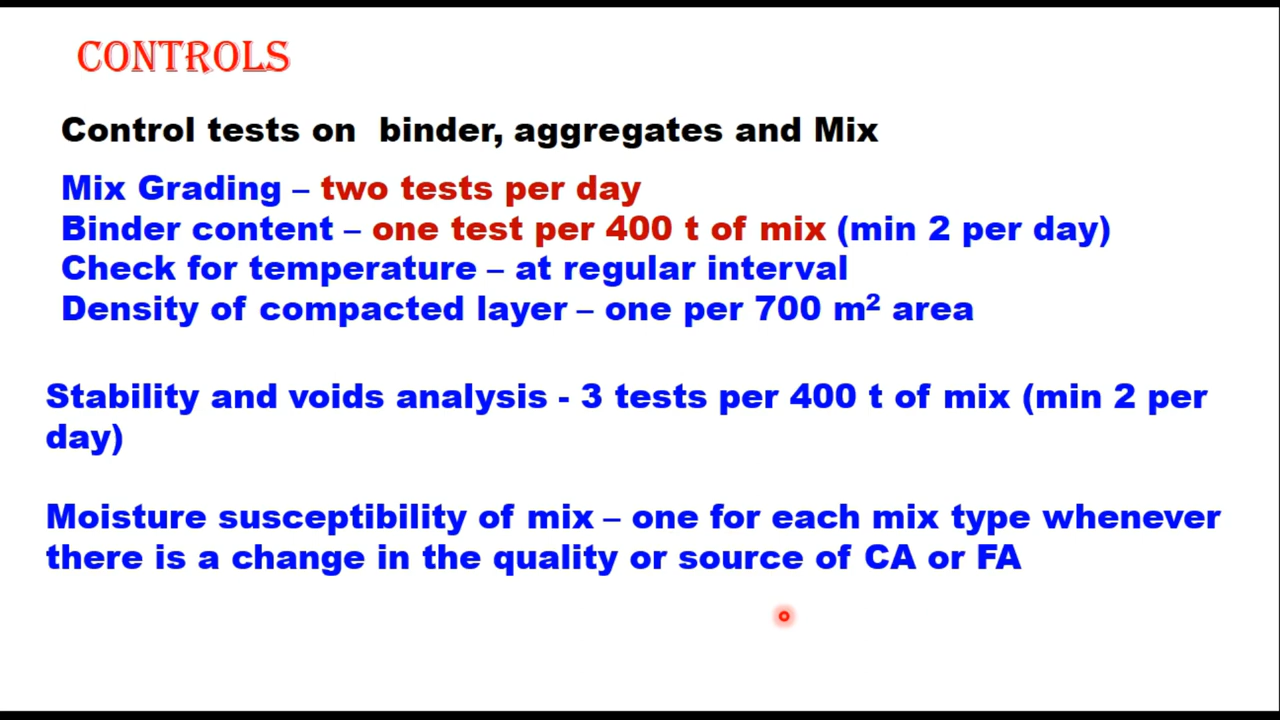 CONTROLS
Control tests on binder, aggregates and Mix
Mix Grading – two tests per day
Binder content – one test per 400 t of mix (min 2 per day)
Check for temperature – at regular interval
Density of compacted layer – one per 700 m² area
Stability and voids analysis - 3 tests per 400 t of mix (min 2 per
day)
Moisture susceptibility of mix – one for each mix type whenever
there is a change in the quality or source of CA or FA